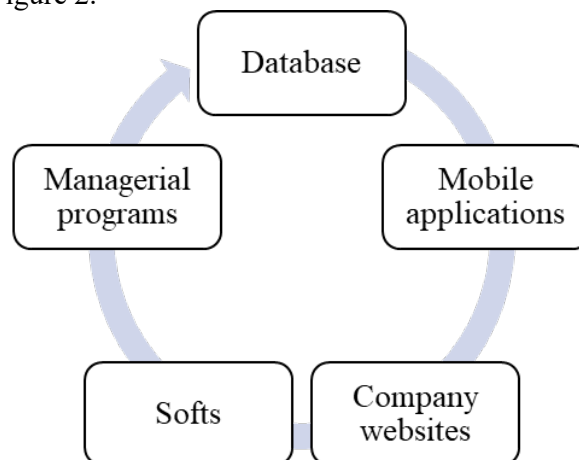 igure 2.
Database
Mobile
applications
Company
websites
Softs
Managerial
programs